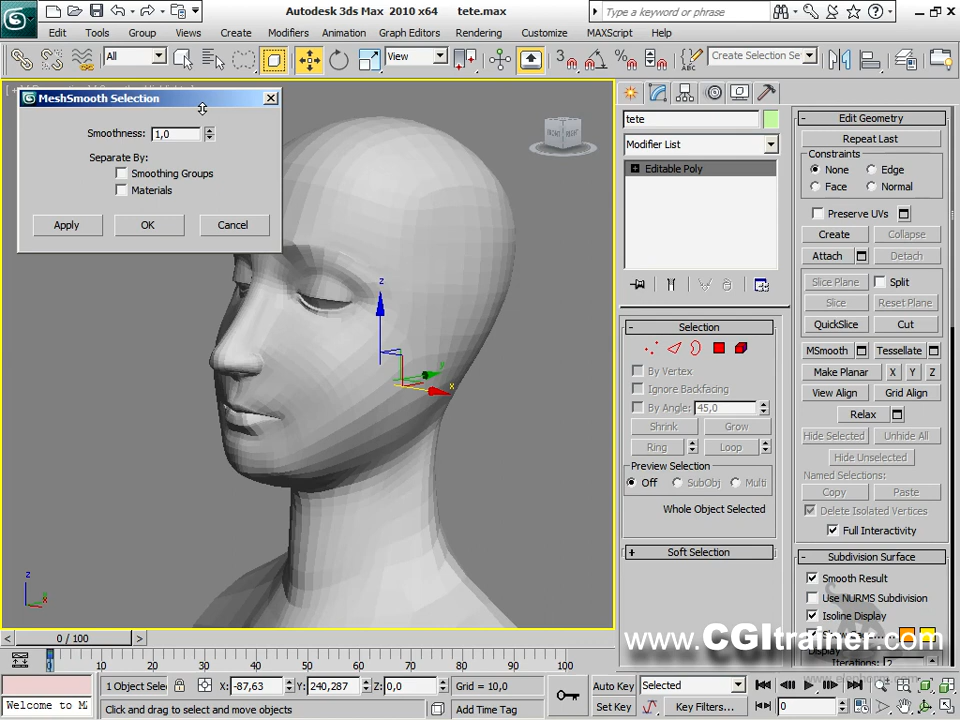 Autodesk 3ds Max 2010 x64 tete.max
Type a keyword or phrase
Edit Tools Group Views Create Modifiers Animation Graph Editors Rendering Customize MAXScript Help
All View 3 ABC Create Selection Se
MeshSmooth Selection
Smoothness: 1,0
Separate By:
Smoothing Groups
Materials
Apply OK Cancel
FRONT RIGHT
z
y
x
z
x
tete
Modifier List
Editable Poly
Selection
By Vertex
Ignore Backfacing
By Angle: 45,0
Shrink Grow
Ring Loop
Preview Selection
Off SubObj Multi
Whole Object Selected
Soft Selection
Edit Geometry
Repeat Last
Constraints
None Edge
Face Normal
Preserve UVs
Create Collapse
Attach Detach
Slice Plane Split
Slice Reset Plane
QuickSlice Cut
MSmooth Tessellate
Make Planar X Y Z
View Align Grid Align
Relax
Hide Selected Unhide All
Hide Unselected
Named Selections:
Copy Paste
Delete Isolated Vertices
Full Interactivity
Subdivision Surface
Smooth Result
Use NURMS Subdivision
Isoline Display
www.CGItrainer.com
Display
Iterations: 2
0 / 100
0 10 20 30 40 50 60 70 80 90 100
1 Object Sele X: -87,63 Y: 240,287 Z: 0,0 Grid = 10,0 Auto Key Selected
Welcome to M Click and drag to select and move objects Add Time Tag Set Key Key Filters... 0